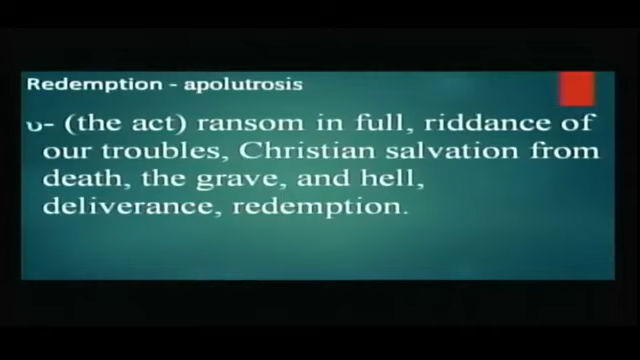 Redemption - apolutrosis
υ- (the act) ransom in full, riddance of
our troubles, Christian salvation from
death, the grave, and hell,
deliverance, redemption.